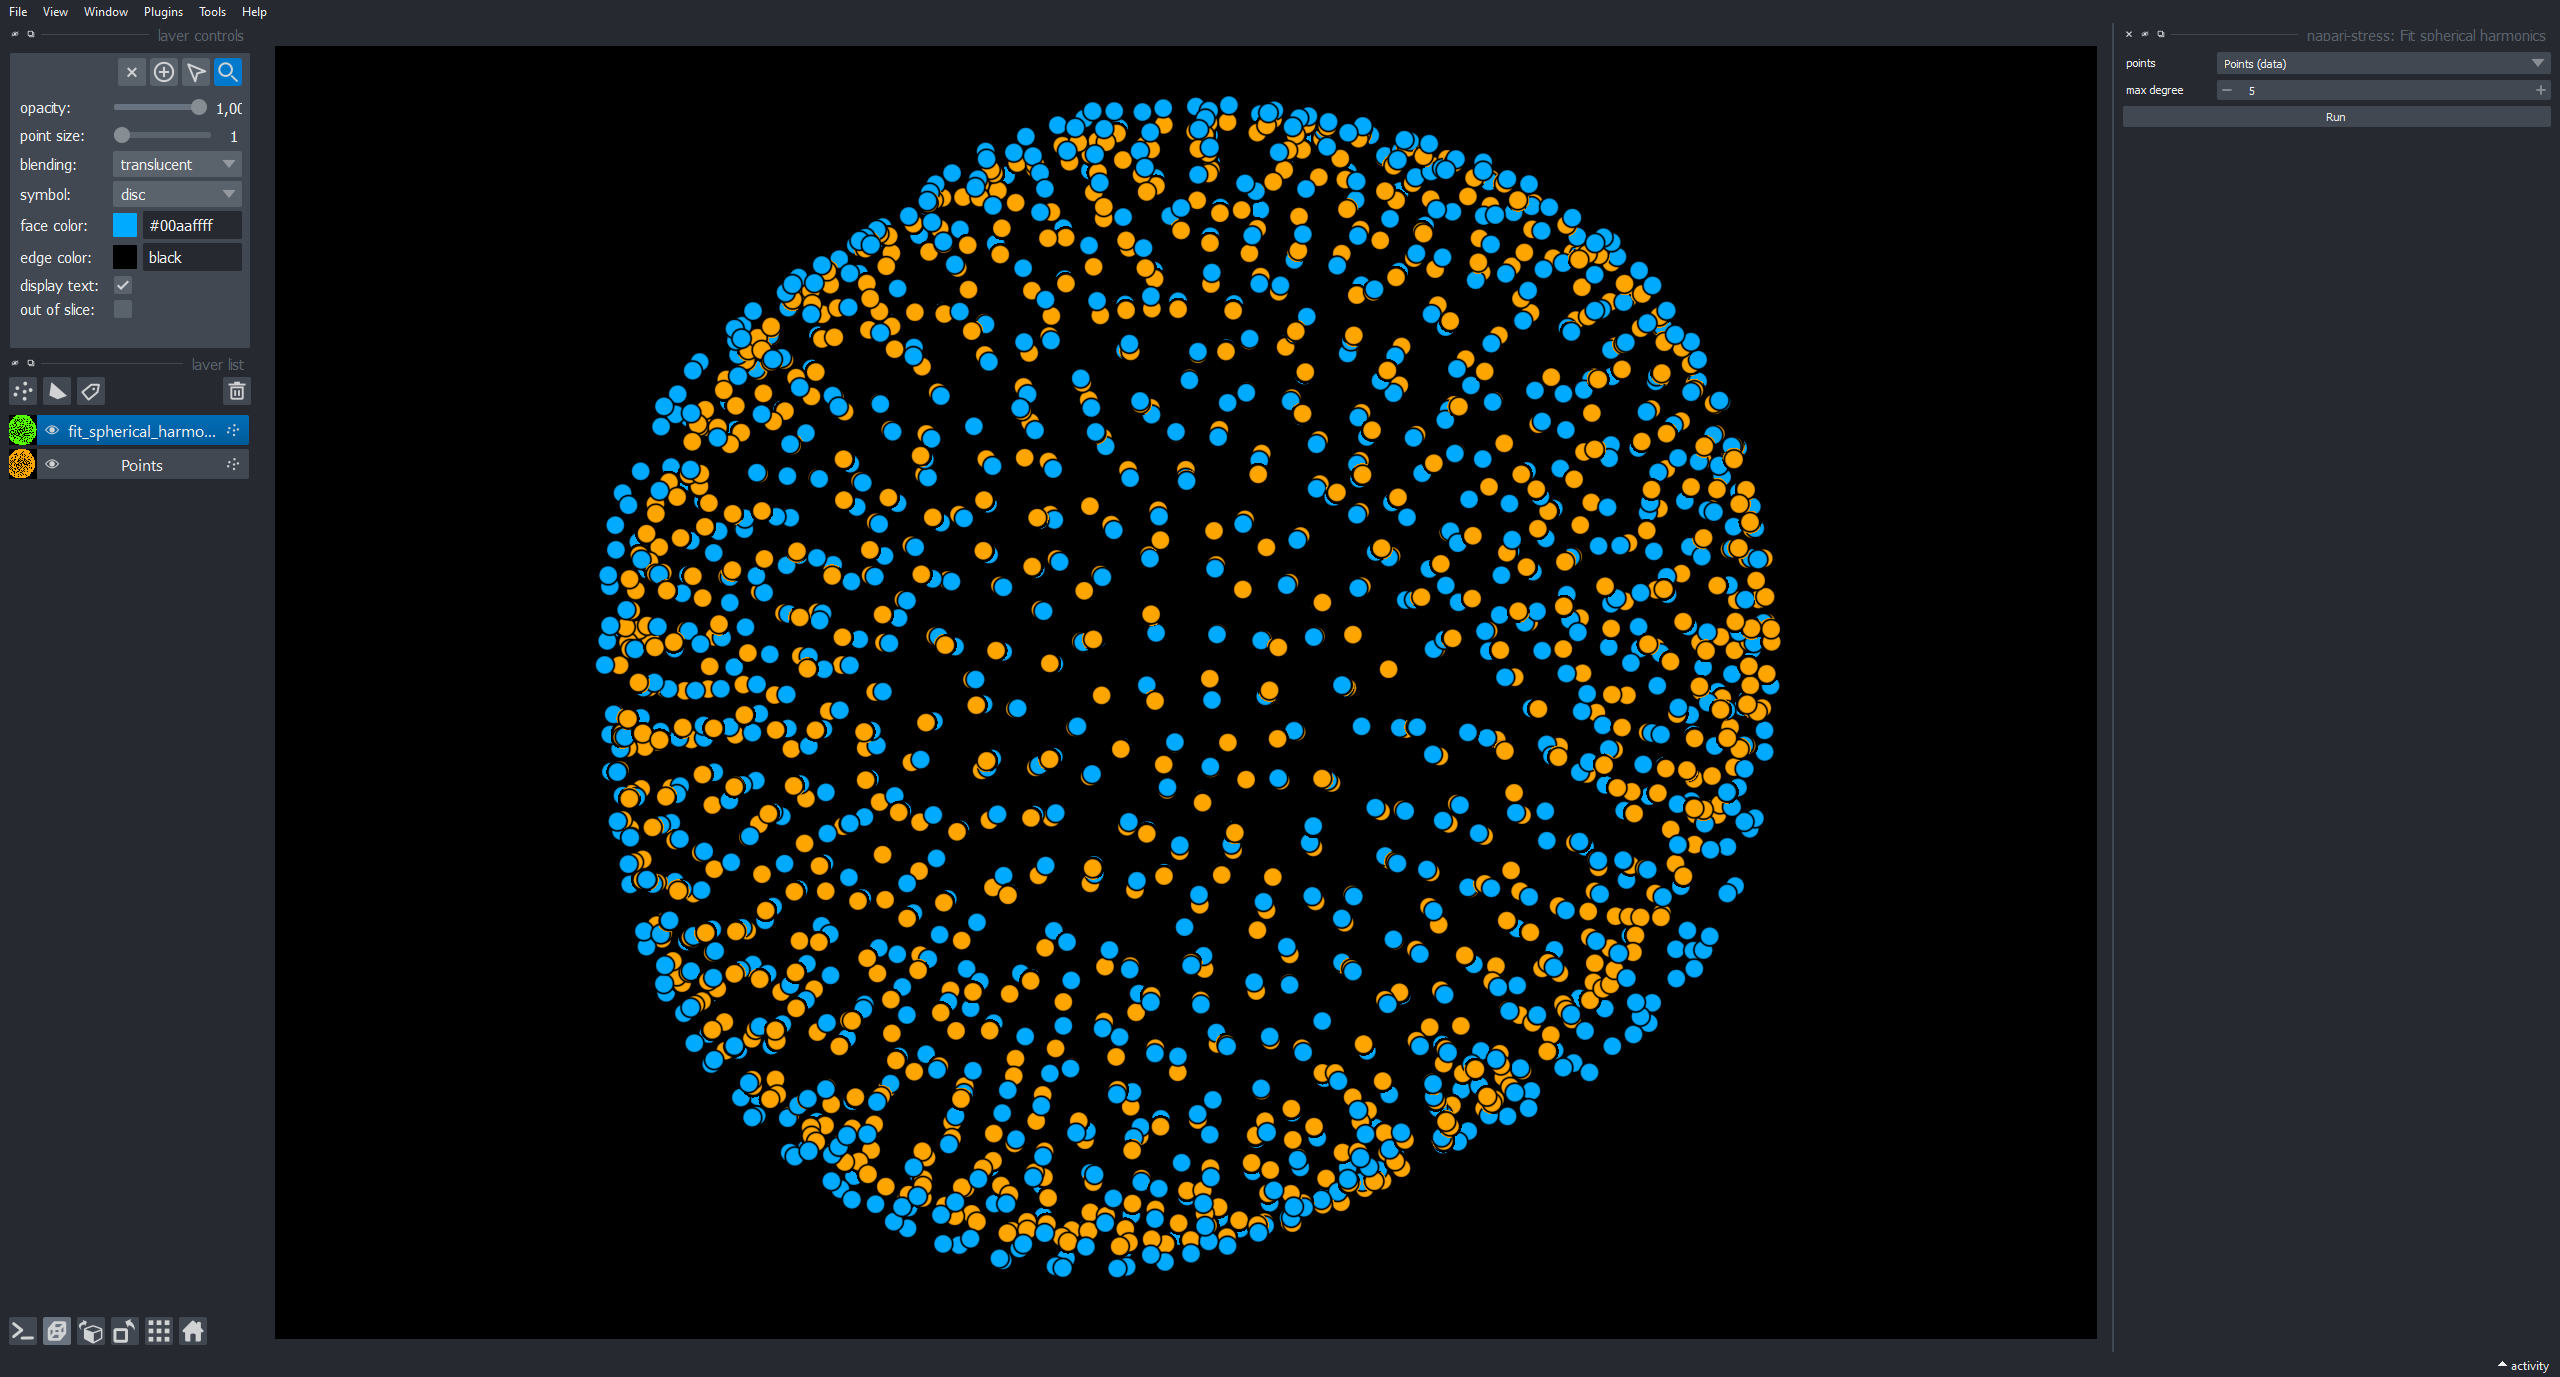 File View Window Plugins Tools Help
layer controls
opacity: 1,00
point size: 1
blending: translucent
symbol: disc
face color: #00aaffff
edge color: black
display text:
out of slice:
layer list
fit_spherical_harmo...
Points
napari-stress: Fit spherical harmonics
points Points (data)
max degree 5
Run
activity